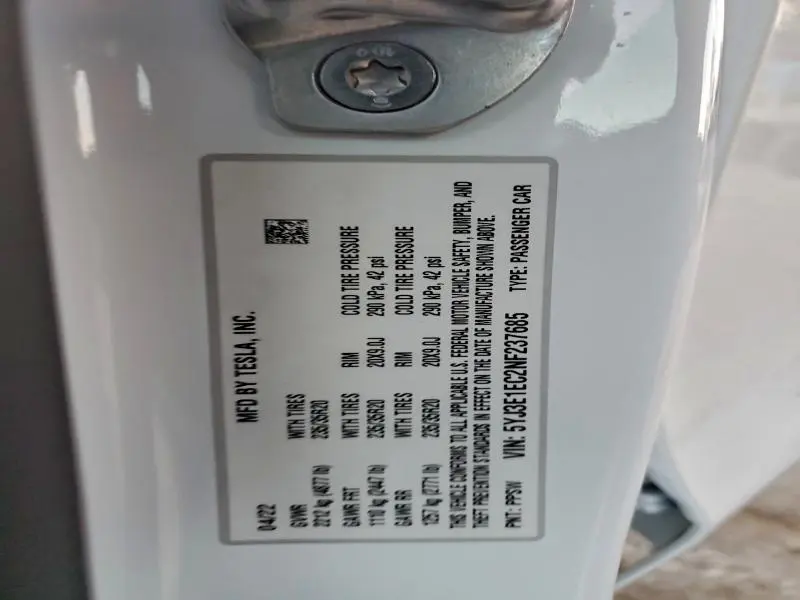 MFD BY TESLA, INC.
04/22
GVWR WITH TIRES RIM COLD TIRE PRESSURE
2212 kg (4877 lb) 235/35R20
GAWR FRT
1110 kg (2447 lb) 235/35R20 20X9.0J 290 kPa, 42 psi
GAWR RR WITH TIRES RIM COLD TIRE PRESSURE
1257 kg (2771 lb) 235/35R20 20X9.0J 290 kPa, 42 psi
THIS VEHICLE CONFORMS TO ALL APPLICABLE U.S. FEDERAL MOTOR VEHICLE SAFETY, BUMPER, AND
THEFT PREVENTION STANDARDS IN EFFECT ON THE DATE OF MANUFACTURE SHOWN ABOVE.
PNT: PPSW VIN: 5YJ3E1EC2NF237685 TYPE: PASSENGER CAR